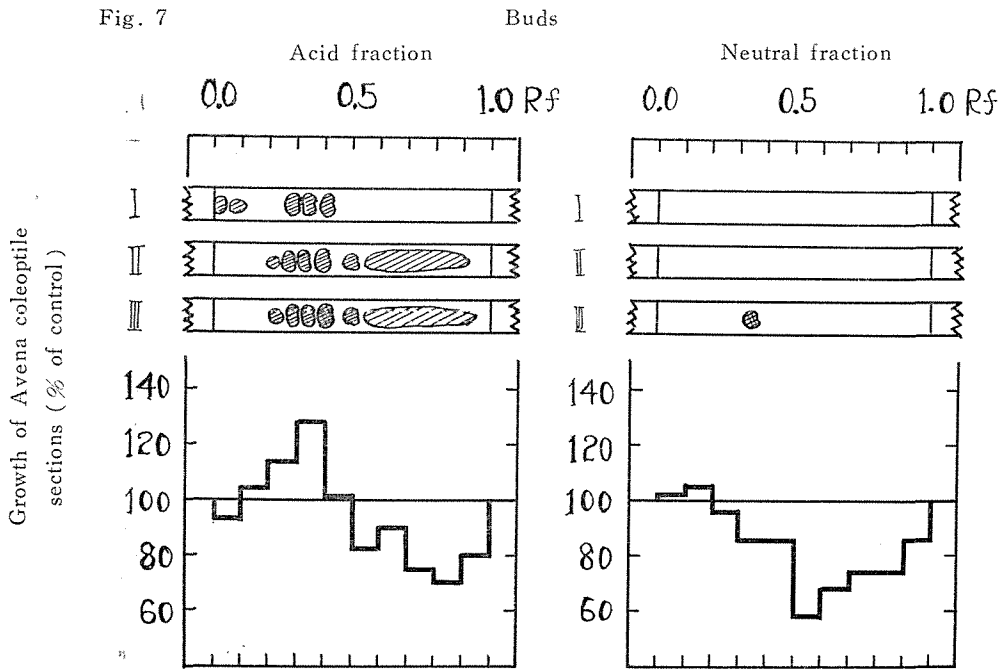 Fig. 7
Buds
Acid fraction
Neutral fraction
0.0 0.5 1.0 Rf
0.0 0.5 1.0 Rf
I
II
III
I
II
III
Growth of Avena coleoptile
sections (% of control)
140
120
100
80
60
140
120
100
80
60